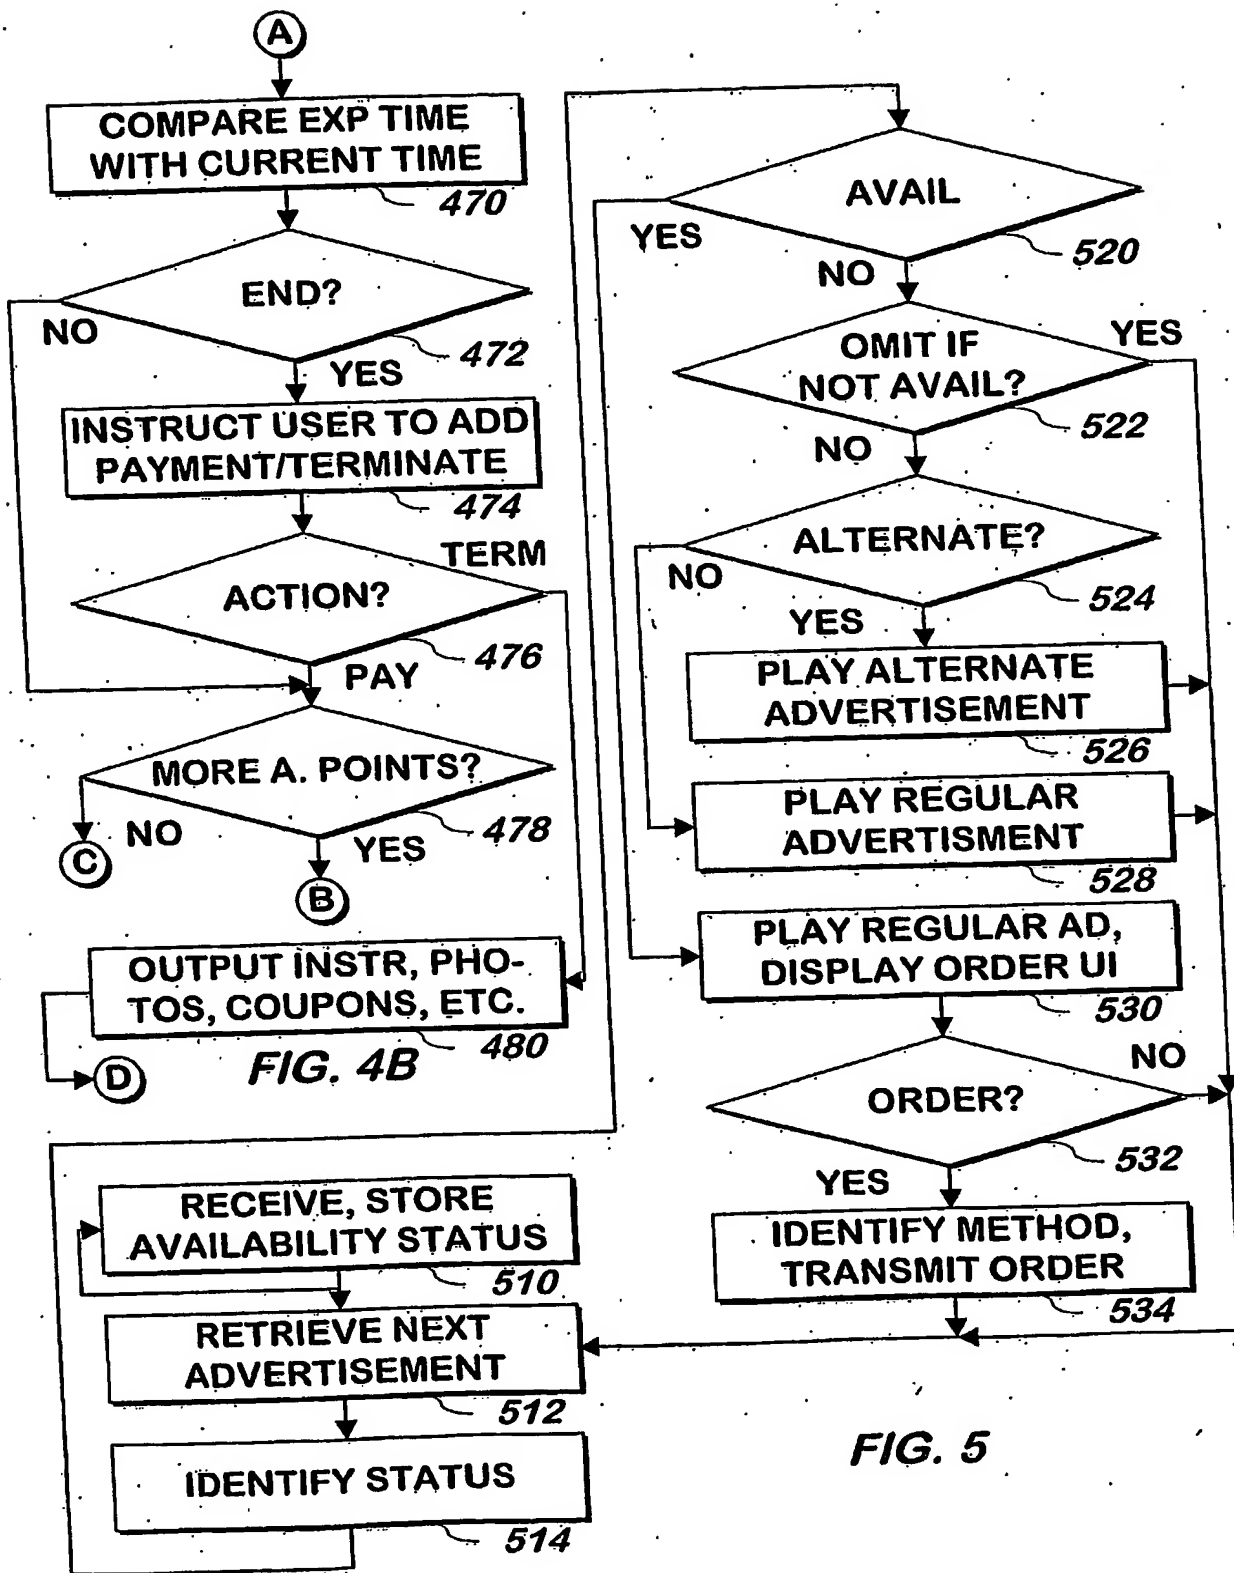 A
COMPARE EXP TIME
WITH CURRENT TIME
470
END?
NO
472
YES
INSTRUCT USER TO ADD
PAYMENT/TERMINATE
474
TERM
ACTION?
476
PAY
MORE A. POINTS?
478
NO
YES
C
B
OUTPUT INSTR, PHO-
TOS, COUPONS, ETC.
480
D
FIG. 4B
AVAIL
YES
520
NO
OMIT IF
NOT AVAIL?
YES
522
NO
ALTERNATE?
NO
524
YES
PLAY ALTERNATE
ADVERTISEMENT
526
PLAY REGULAR
ADVERTISMENT
528
PLAY REGULAR AD,
DISPLAY ORDER UI
530
NO
ORDER?
532
YES
IDENTIFY METHOD,
TRANSMIT ORDER
534
RECEIVE, STORE
AVAILABILITY STATUS
510
RETRIEVE NEXT
ADVERTISEMENT
512
IDENTIFY STATUS
514
FIG. 5